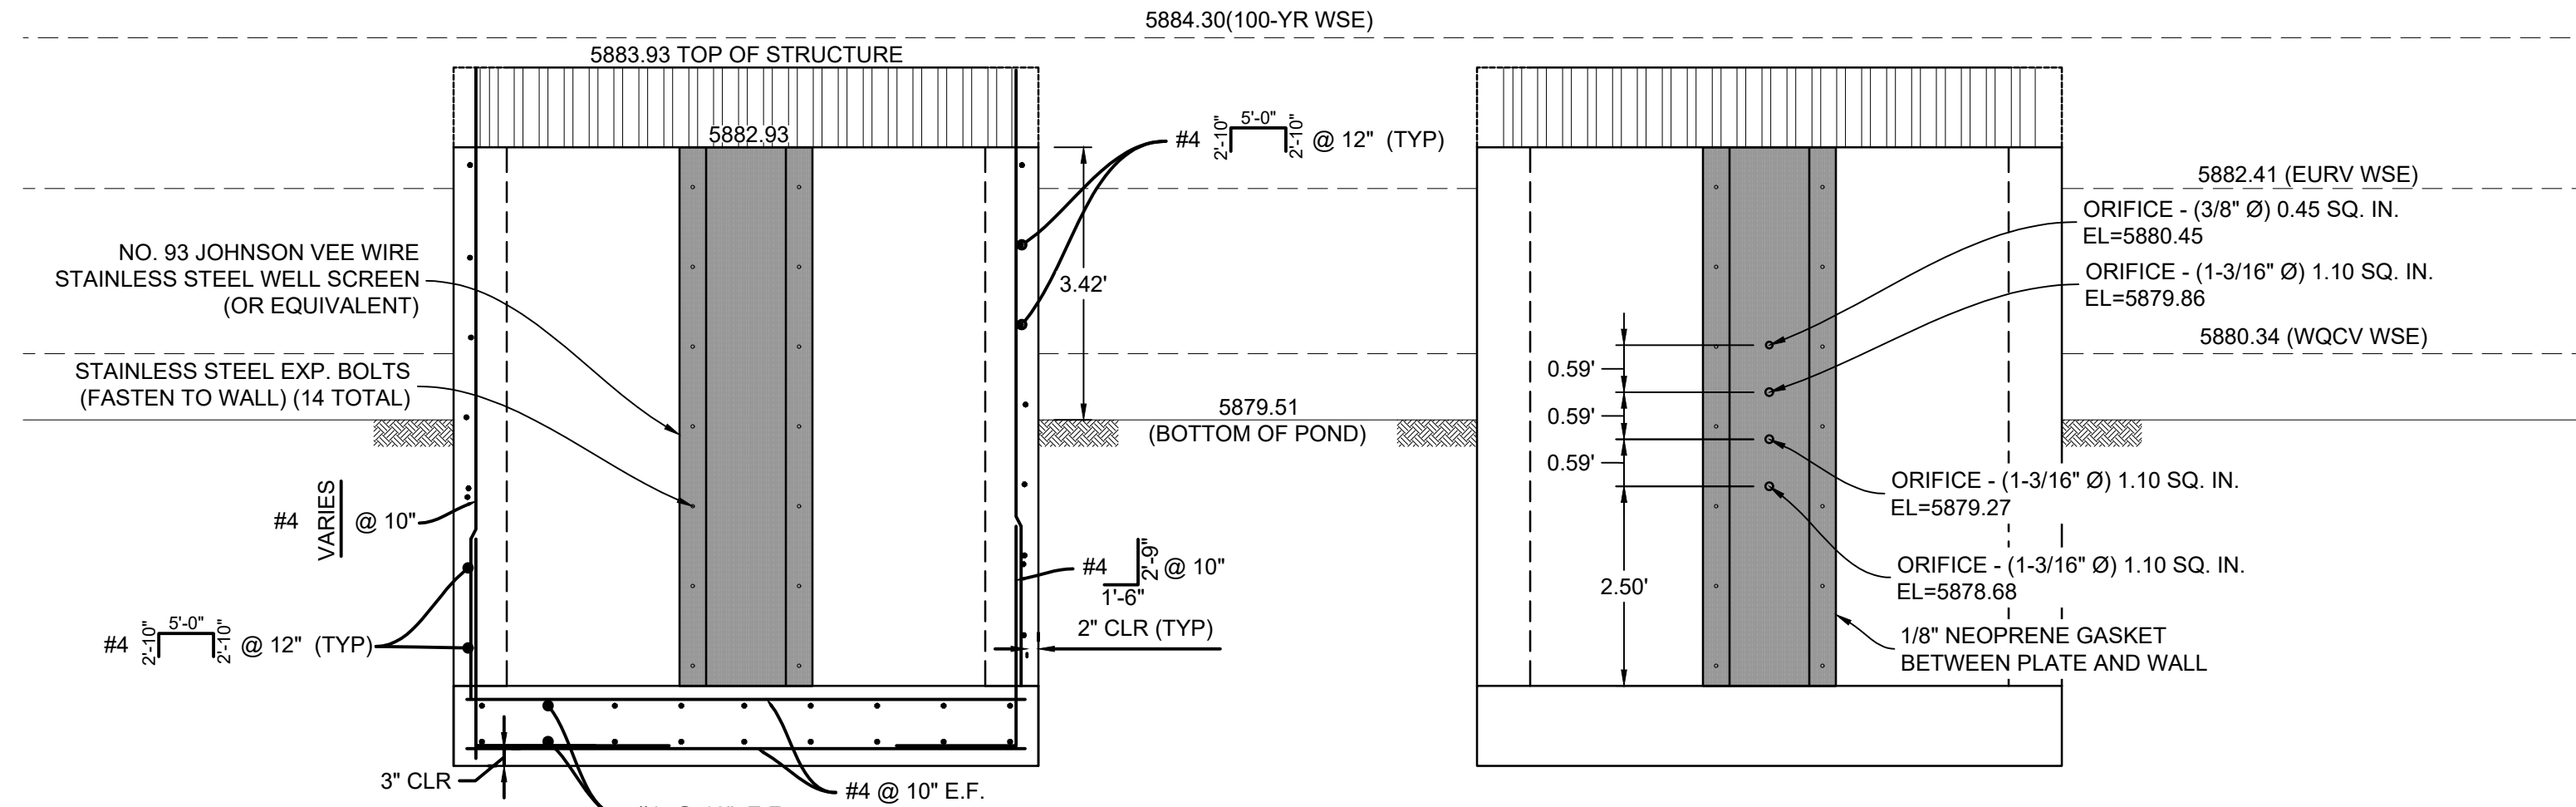 5884.30(100-YR WSE)
5883.93 TOP OF STRUCTURE
5882.93
#4 2'-10" 5'-0" 2'-10" @ 12" (TYP)
3.42'
NO. 93 JOHNSON VEE WIRE
STAINLESS STEEL WELL SCREEN
(OR EQUIVALENT)
STAINLESS STEEL EXP. BOLTS
(FASTEN TO WALL) (14 TOTAL)
5879.51
(BOTTOM OF POND)
#4 VARIES @ 10"
#4 2'-9" @ 10"
1'-6"
2" CLR (TYP)
#4 2'-10" 5'-0" 2'-10" @ 12" (TYP)
3" CLR
#4 @ 10" E.F.
5882.41 (EURV WSE)
ORIFICE - (3/8" Ø) 0.45 SQ. IN.
EL=5880.45
ORIFICE - (1-3/16" Ø) 1.10 SQ. IN.
EL=5879.86
5880.34 (WQCV WSE)
0.59'
0.59'
0.59'
2.50'
ORIFICE - (1-3/16" Ø) 1.10 SQ. IN.
EL=5879.27
ORIFICE - (1-3/16" Ø) 1.10 SQ. IN.
EL=5878.68
1/8" NEOPRENE GASKET
BETWEEN PLATE AND WALL